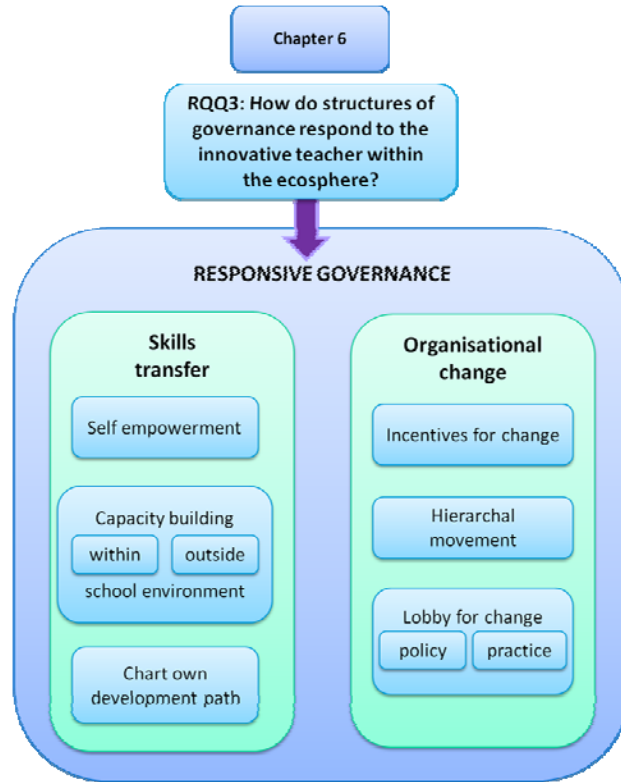 Chapter 6
RQQ3: How do structures of
governance respond to the
innovative teacher within
the ecosphere?
RESPONSIVE GOVERNANCE
Skills
transfer
Self empowerment
Capacity building
within outside
school environment
Chart own
development path
Organisational
change
Incentives for change
Hierarchal
movement
Lobby for change
policy practice